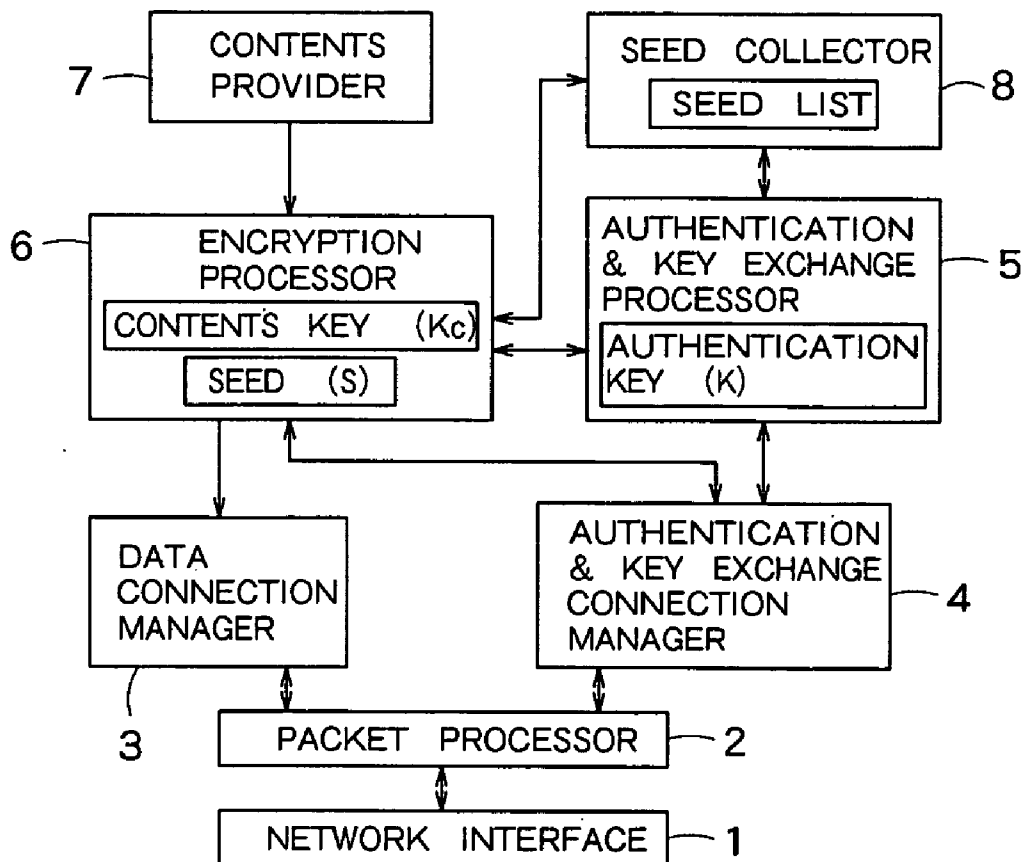 7
CONTENTS
PROVIDER
SEED COLLECTOR
SEED LIST
8
6
ENCRYPTION
PROCESSOR
CONTENTS KEY (Kc)
SEED (S)
AUTHENTICATION
& KEY EXCHANGE
PROCESSOR
AUTHENTICATION
KEY (K)
5
DATA
CONNECTION
MANAGER
3
AUTHENTICATION
& KEY EXCHANGE
CONNECTION
MANAGER
4
PACKET PROCESSOR
2
NETWORK INTERFACE
1